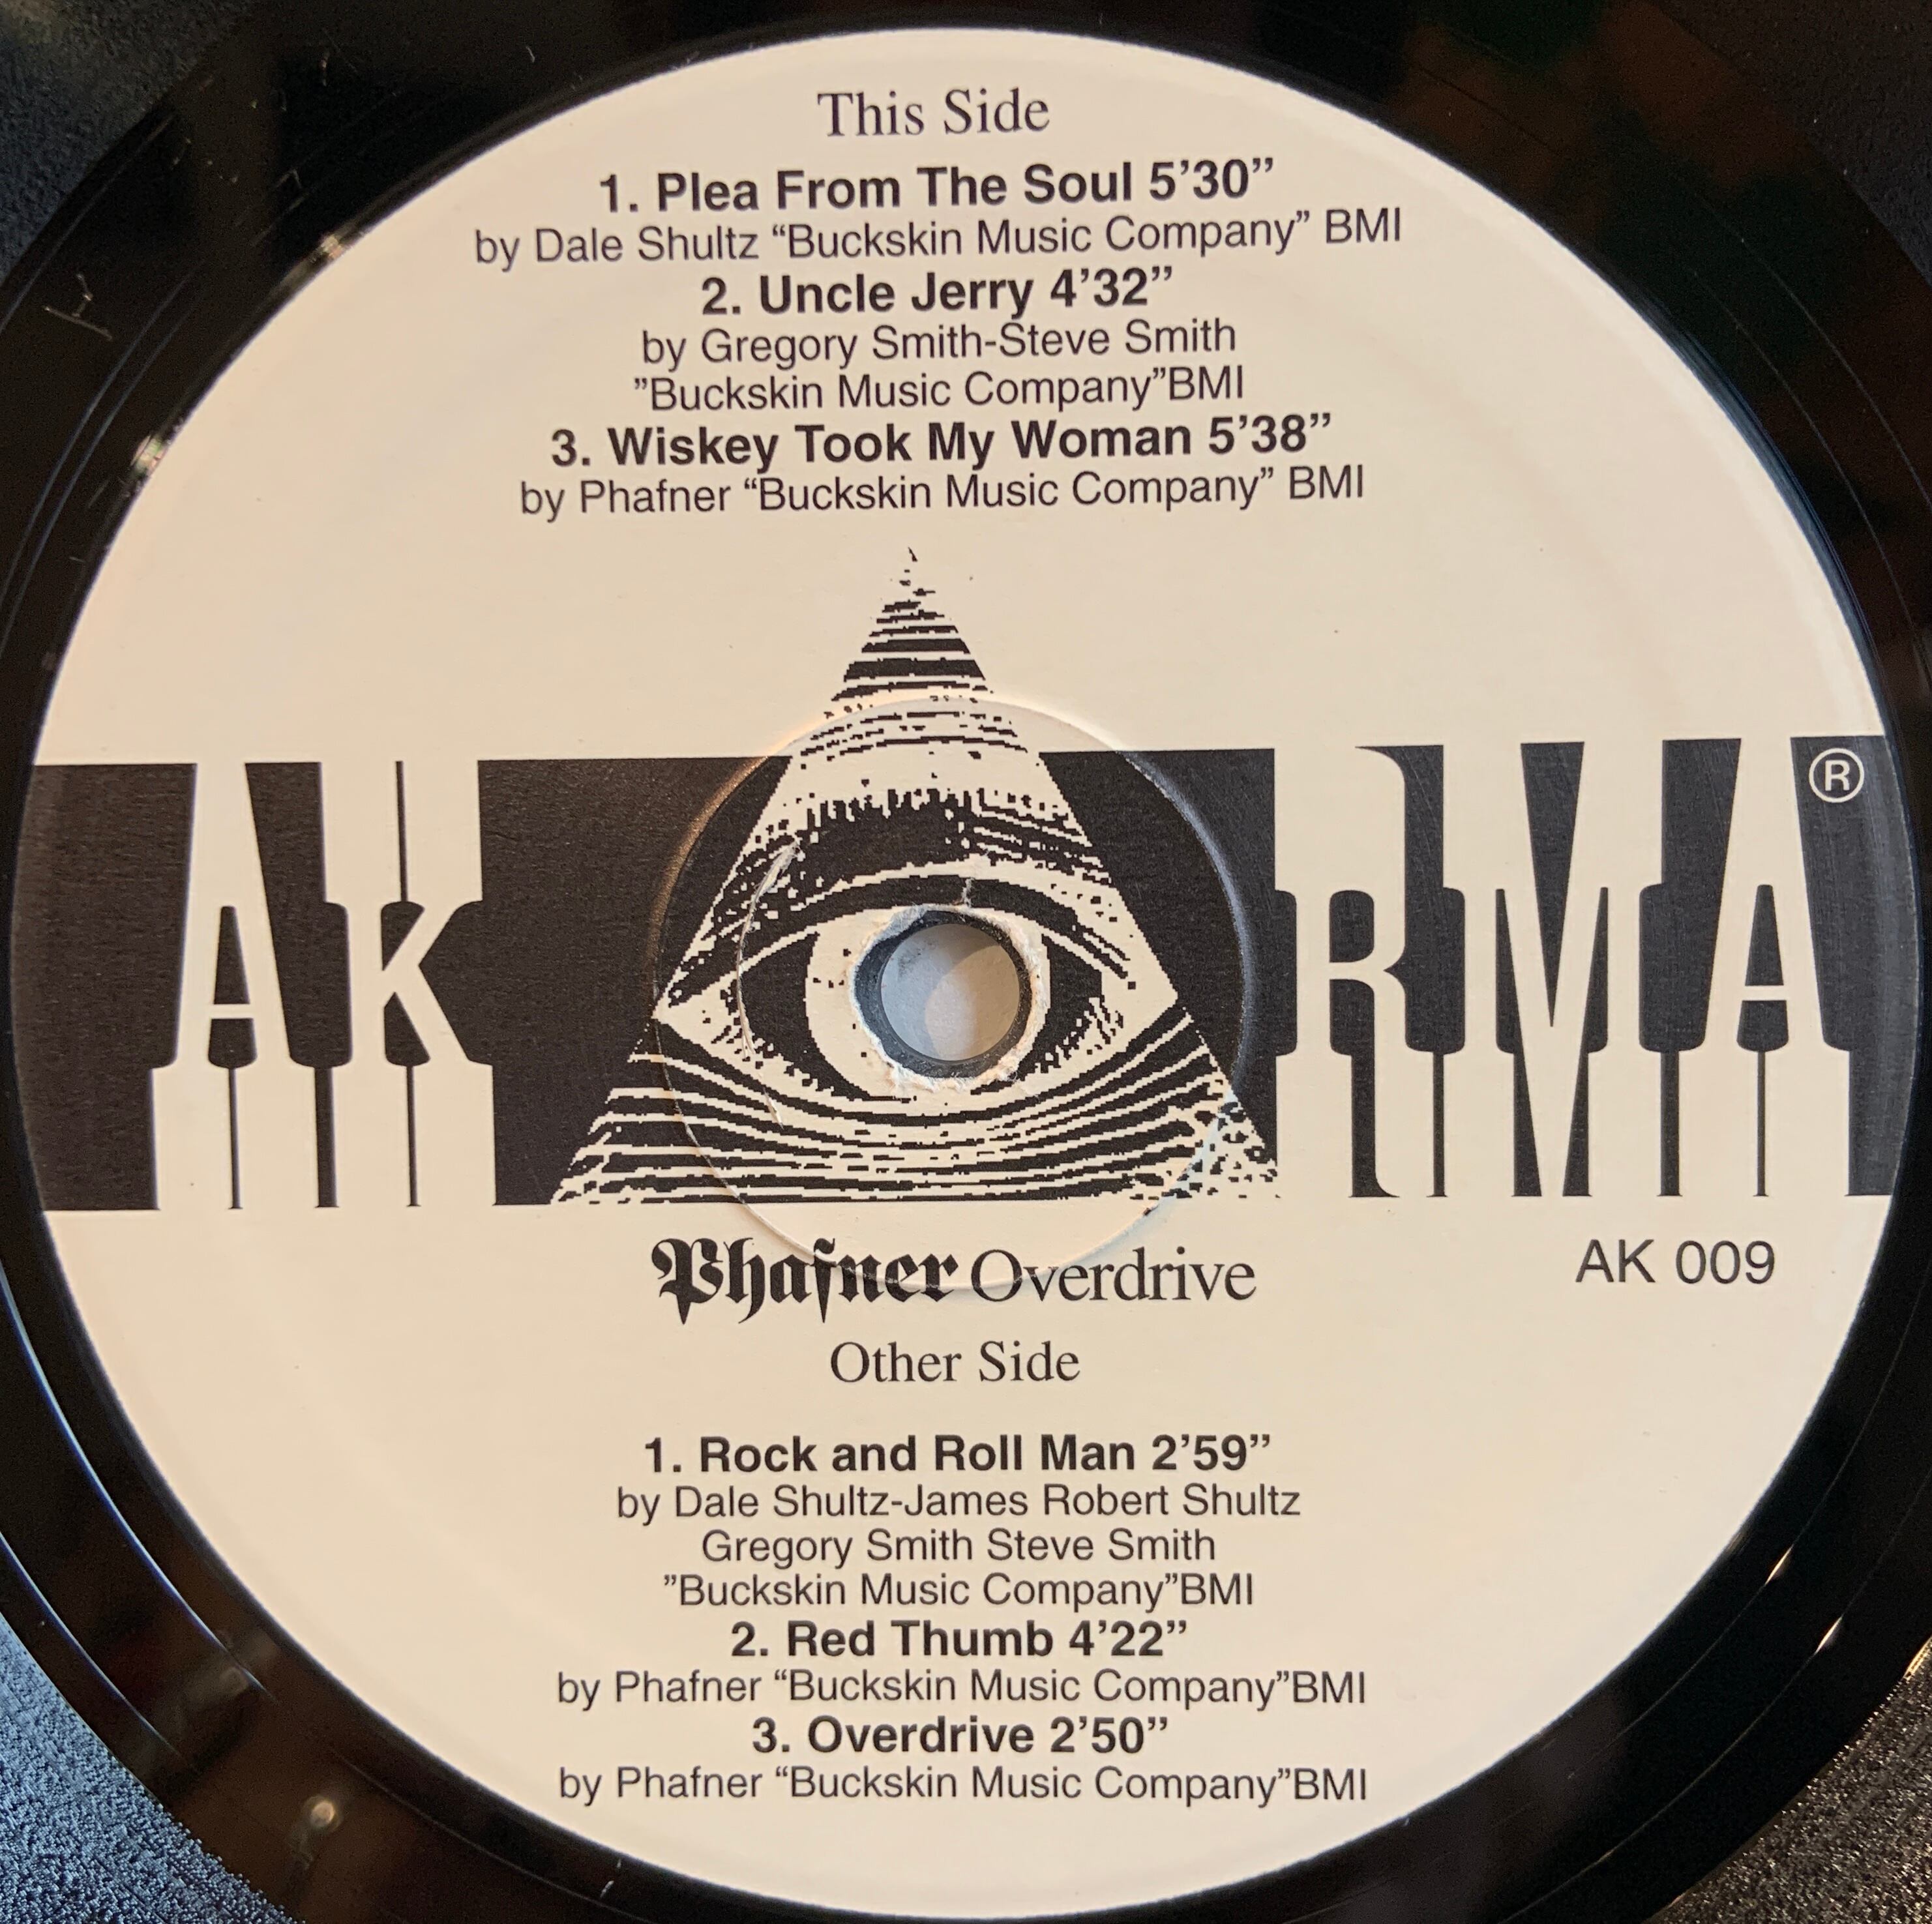 This Side
1. Plea From The Soul 5’30”
by Dale Shultz “Buckskin Music Company” BMI
2. Uncle Jerry 4’32”
by Gregory Smith-Steve Smith
”Buckskin Music Company”BMI
3. Wiskey Took My Woman 5’38”
by Phafner “Buckskin Music Company” BMI
AKARMA®
Phafner Overdrive
AK 009
Other Side
1. Rock and Roll Man 2’59”
by Dale Shultz-James Robert Shultz
Gregory Smith Steve Smith
”Buckskin Music Company”BMI
2. Red Thumb 4’22”
by Phafner “Buckskin Music Company”BMI
3. Overdrive 2’50”
by Phafner “Buckskin Music Company”BMI